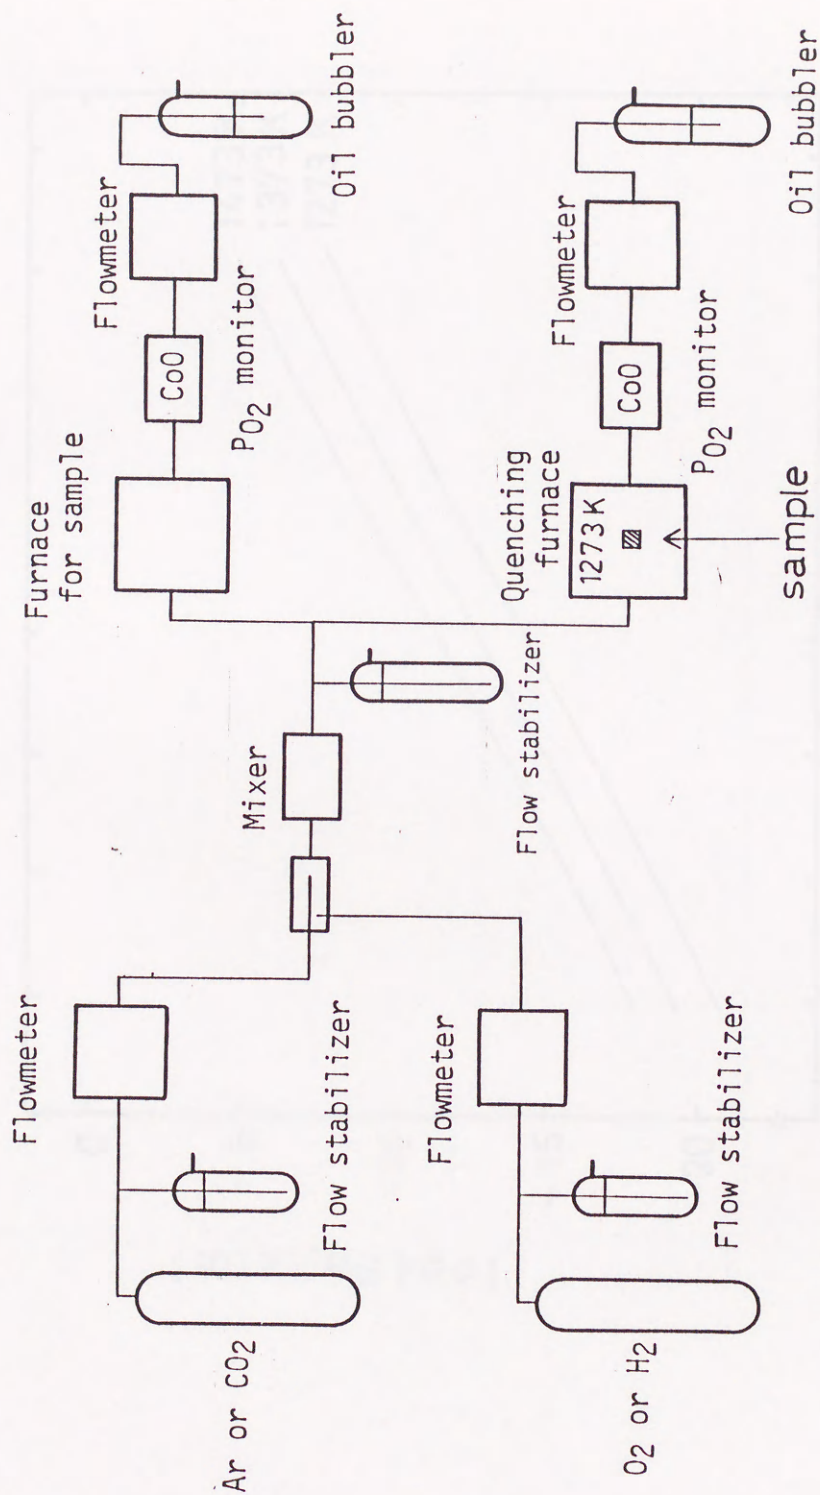 Ar or CO2
Flow stabilizer
Flowmeter
O2 or H2
Flow stabilizer
Flowmeter
Mixer
Flow stabilizer
Furnace
for sample
CoO
PO2 monitor
Flowmeter
Oil bubbler
Quenching
furnace
1273 K
sample
CoO
PO2 monitor
Flowmeter
Oil bubbler